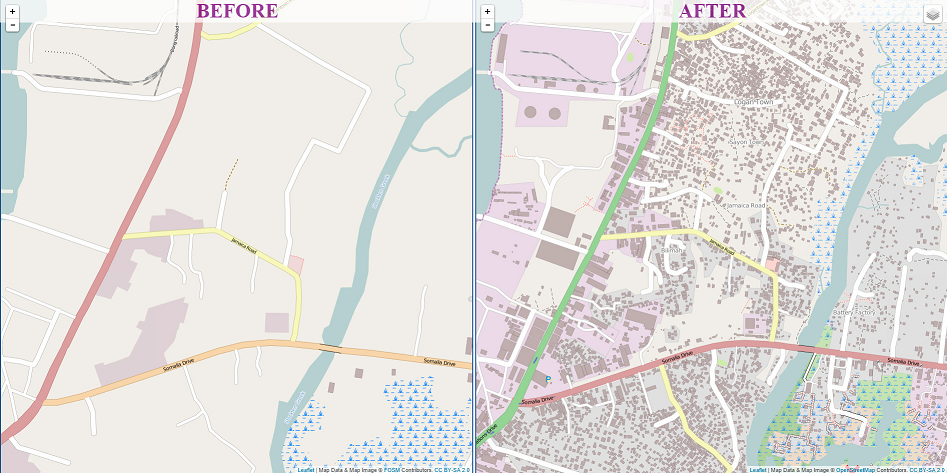 BEFORE
AFTER
+
-
+
-
Logan Town
Sayon Town
Jamaica Road
Jamaica Road
Jamaica Road
Battery Factory
Somalia Drive
Somalia Drive
Somalia Drive
Somalia Drive
Somalia Drive
P
Leaflet | Map Data & Map Image © FOSM Contributors, CC BY-SA 2.0
Leaflet | Map Data & Map Image © OpenStreetMap Contributors, CC BY-SA 2.0